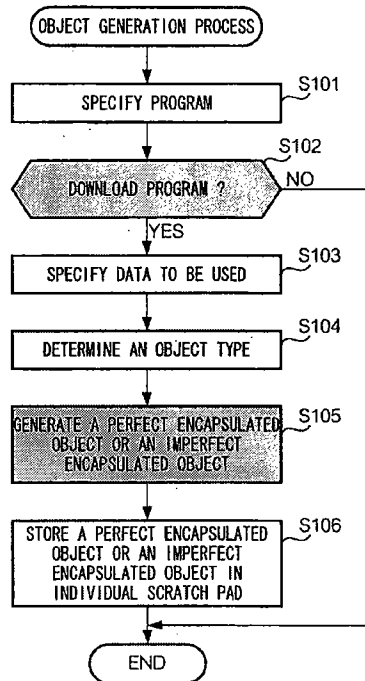 OBJECT GENERATION PROCESS
S101
SPECIFY PROGRAM
S102
DOWNLOAD PROGRAM ?
NO
YES
S103
SPECIFY DATA TO BE USED
S104
DETERMINE AN OBJECT TYPE
S105
GENERATE A PERFECT ENCAPSULATED
OBJECT OR AN IMPERFECT
ENCAPSULATED OBJECT
S106
STORE A PERFECT ENCAPSULATED
OBJECT OR AN IMPERFECT
ENCAPSULATED OBJECT IN
INDIVIDUAL SCRATCH PAD
END